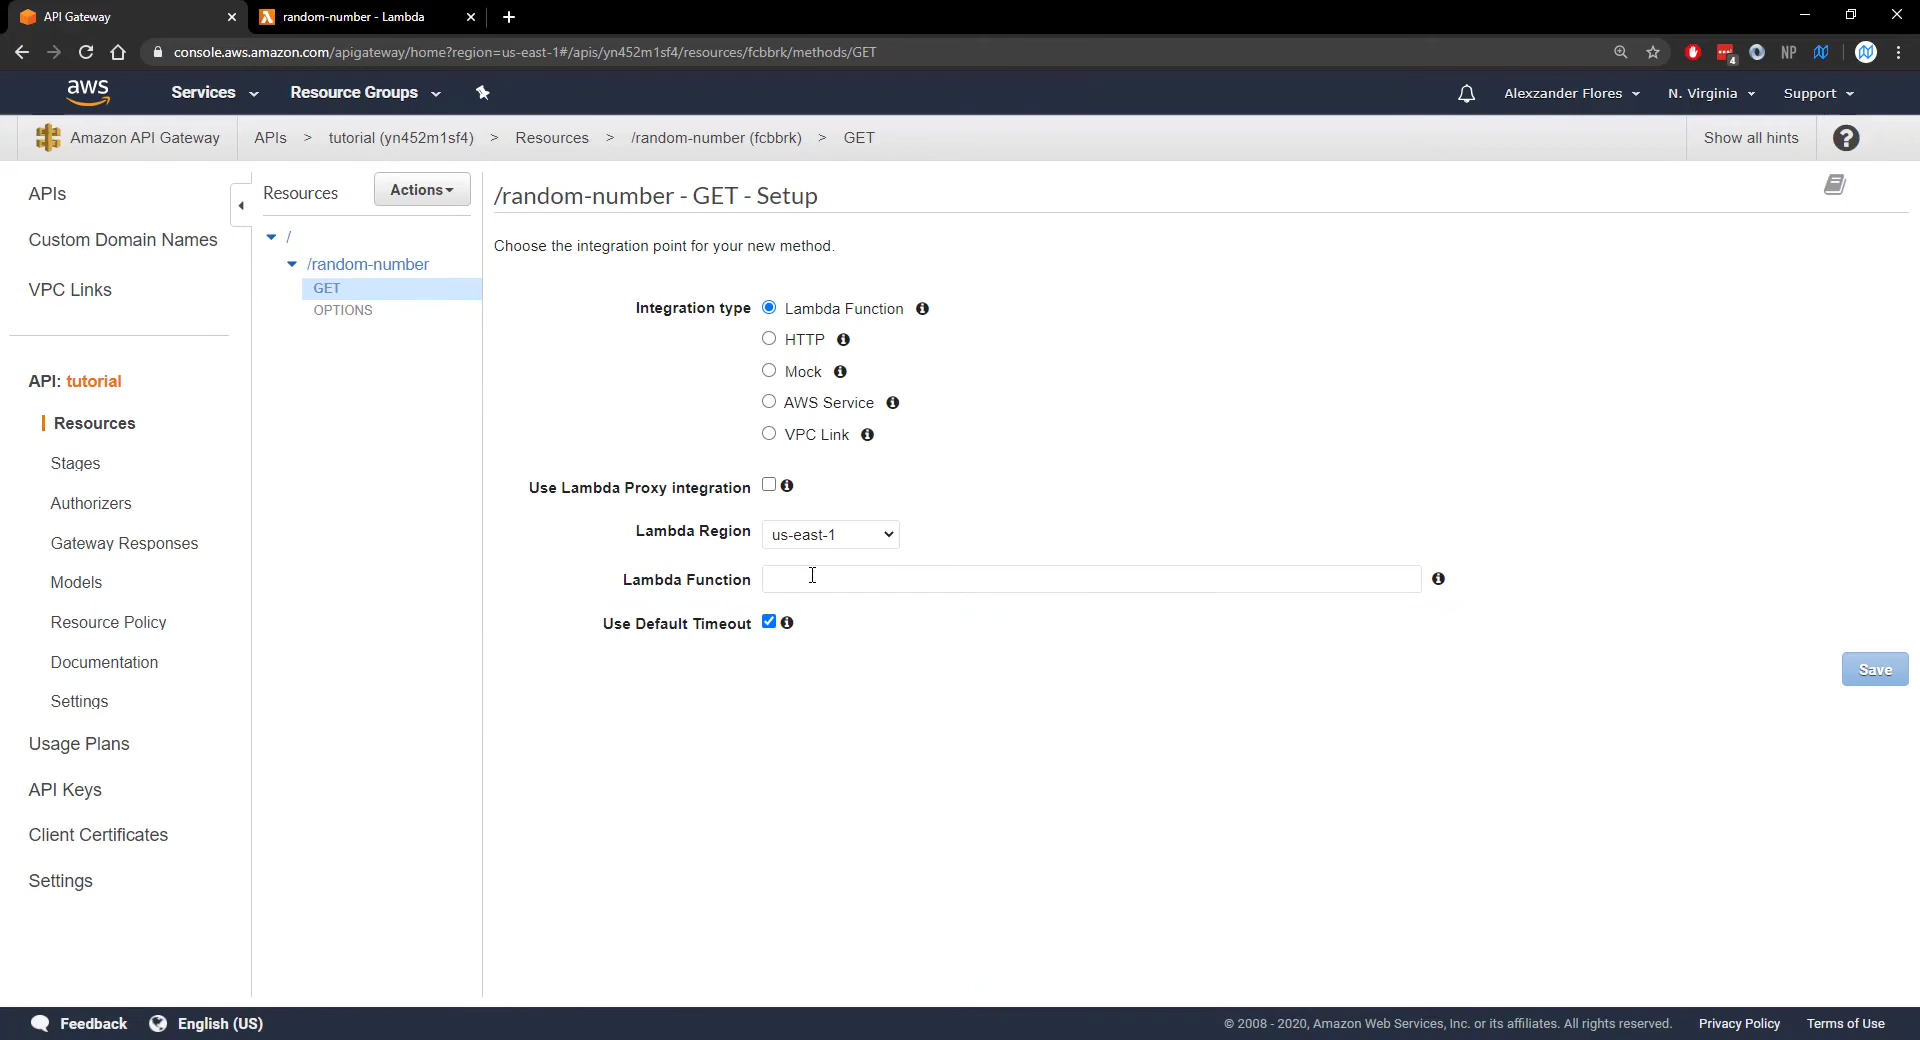 API Gateway
random-number - Lambda
console.aws.amazon.com/apigateway/home?region=us-east-1#/apis/yn452m1sf4/resources/fcbbrk/methods/GET
4
NP
aws
Services
Resource Groups
Alexzander Flores
N. Virginia
Support
Amazon API Gateway
APIs > tutorial (yn452m1sf4) > Resources > /random-number (fcbbrk) > GET
Show all hints
?
APIs
Custom Domain Names
VPC Links
API: tutorial
Resources
Stages
Authorizers
Gateway Responses
Models
Resource Policy
Documentation
Settings
Usage Plans
API Keys
Client Certificates
Settings
Resources
Actions
/
/random-number
GET
OPTIONS
/random-number - GET - Setup
Choose the integration point for your new method.
Integration type
Lambda Function
HTTP
Mock
AWS Service
VPC Link
Use Lambda Proxy integration
Lambda Region
us-east-1
Lambda Function
Use Default Timeout
Save
Feedback
English (US)
© 2008 - 2020, Amazon Web Services, Inc. or its affiliates. All rights reserved.
Privacy Policy
Terms of Use